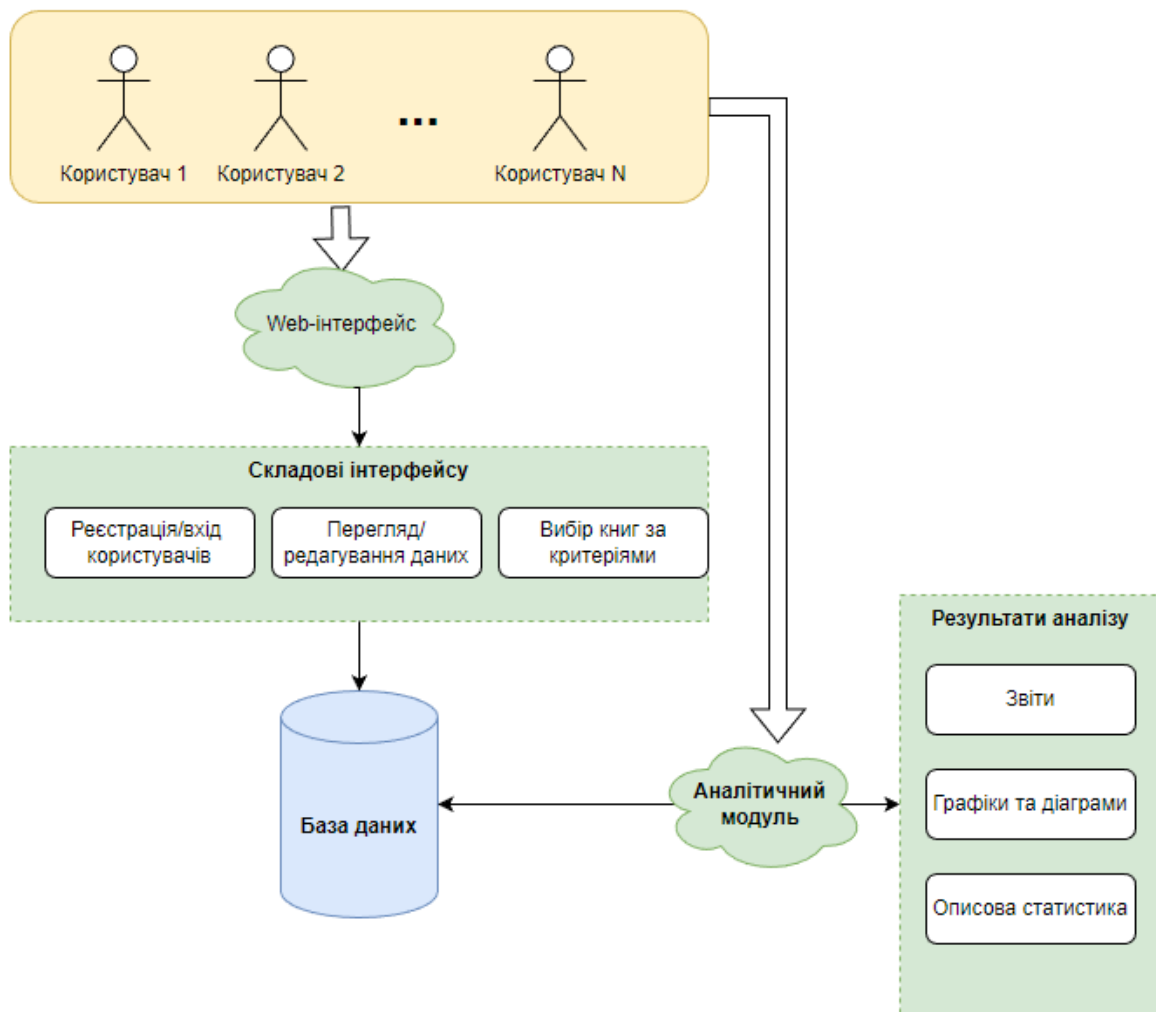 ...
Користувач 1
Користувач 2
Користувач N
Web-інтерфейс
Складові інтерфейсу
Реєстрація/вхід
користувачів
Перегляд/
редагування даних
Вибір книг за
критеріями
База даних
Аналітичний
модуль
Результати аналізу
Звіти
Графіки та діаграми
Описова статистика